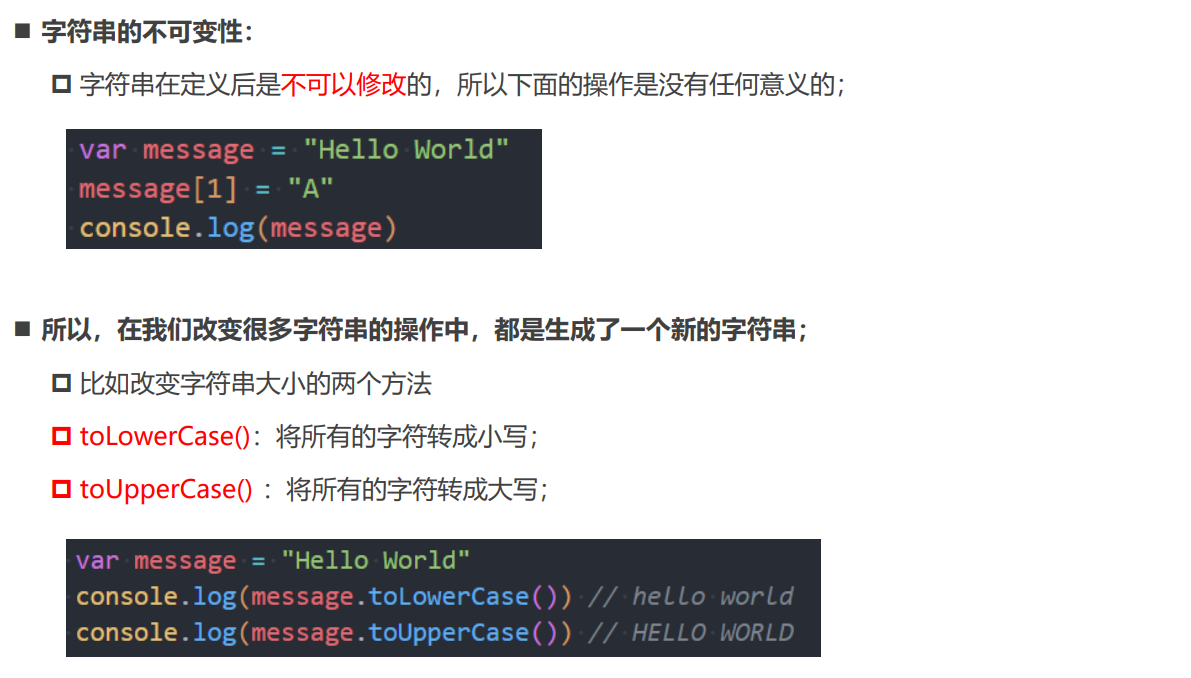 字符串的不可变性：
字符串在定义后是不可以修改的，所以下面的操作是没有任何意义的；
var message = "Hello World"
message[1] = "A"
console.log(message)
所以，在我们改变很多字符串的操作中，都是生成了一个新的字符串；
比如改变字符串大小的两个方法
toLowerCase()：将所有的字符转成小写；
toUpperCase() ：将所有的字符转成大写；
var message = "Hello World"
console.log(message.toLowerCase()) // hello world
console.log(message.toUpperCase()) // HELLO WORLD